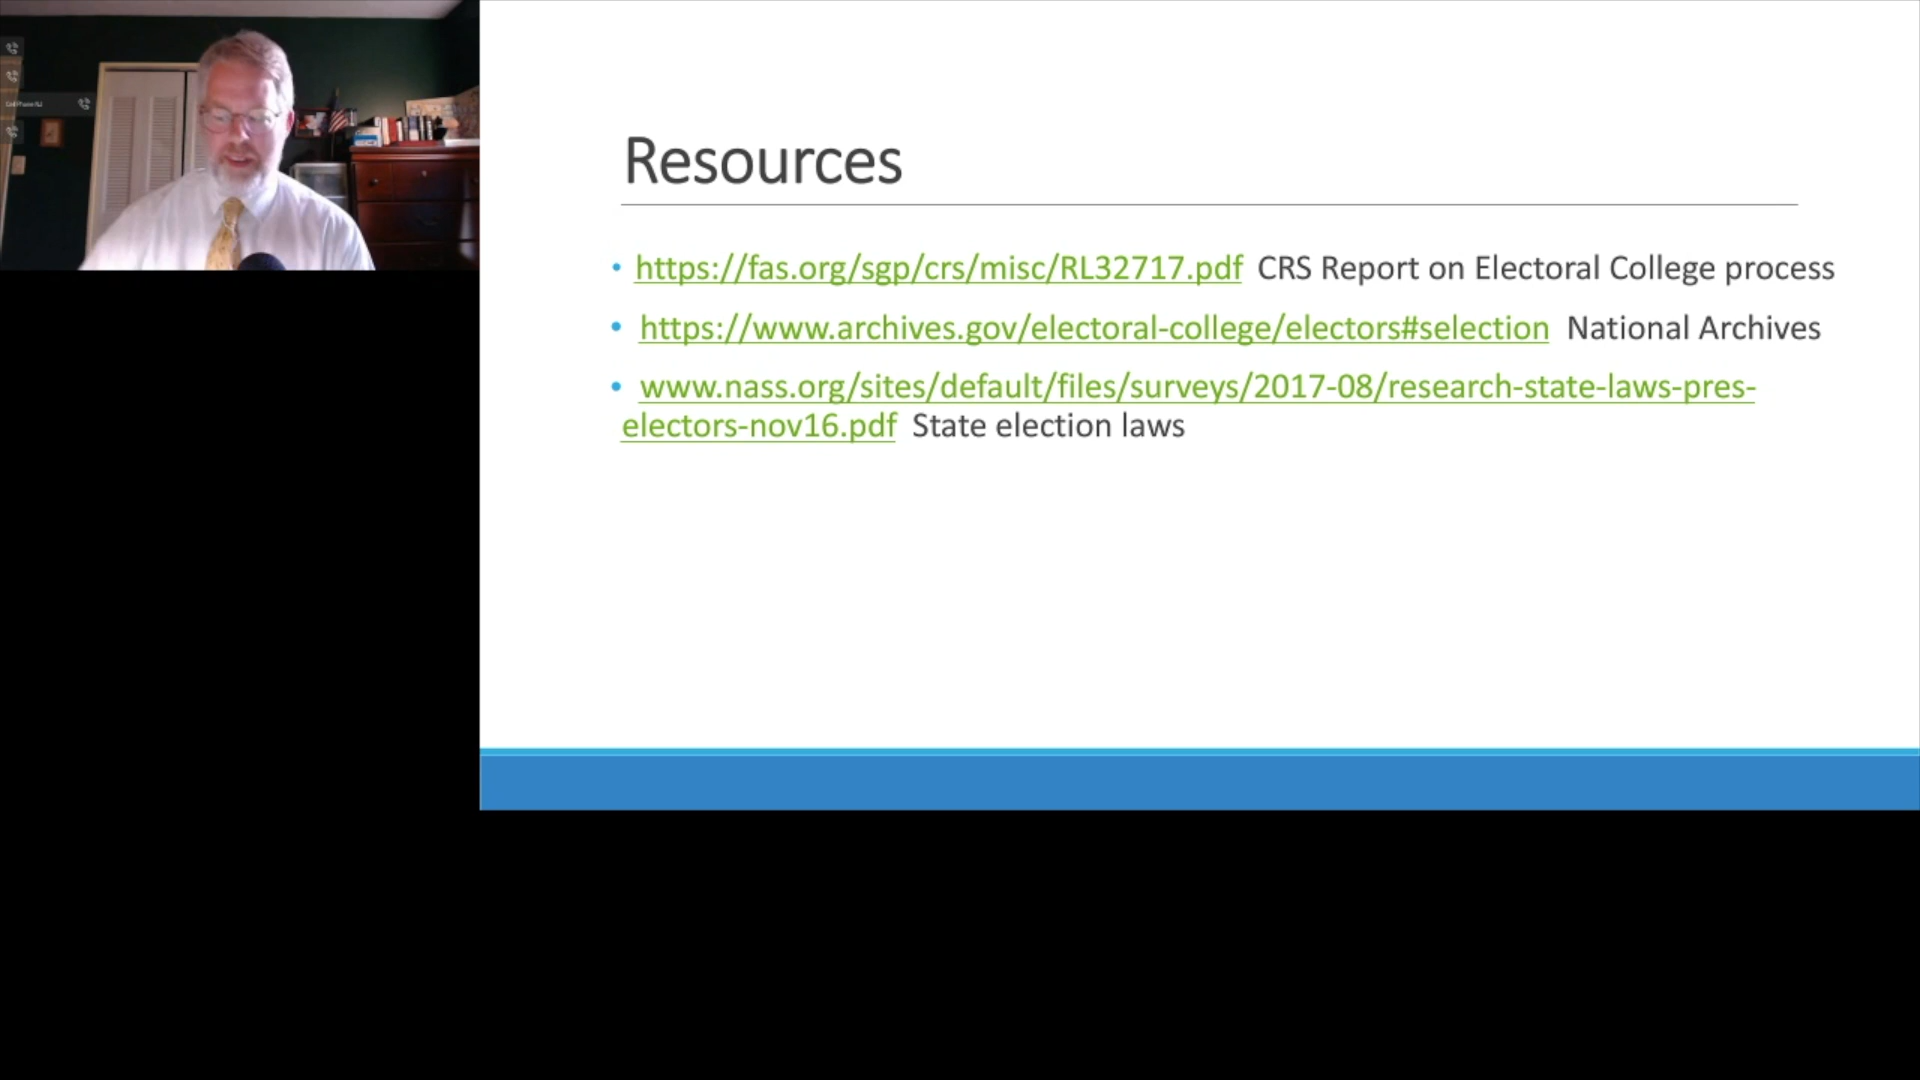 Resources
• https://fas.org/sgp/crs/misc/RL32717.pdf CRS Report on Electoral College process
• https://www.archives.gov/electoral-college/electors#selection National Archives
• www.nass.org/sites/default/files/surveys/2017-08/research-state-laws-pres-
electors-nov16.pdf State election laws